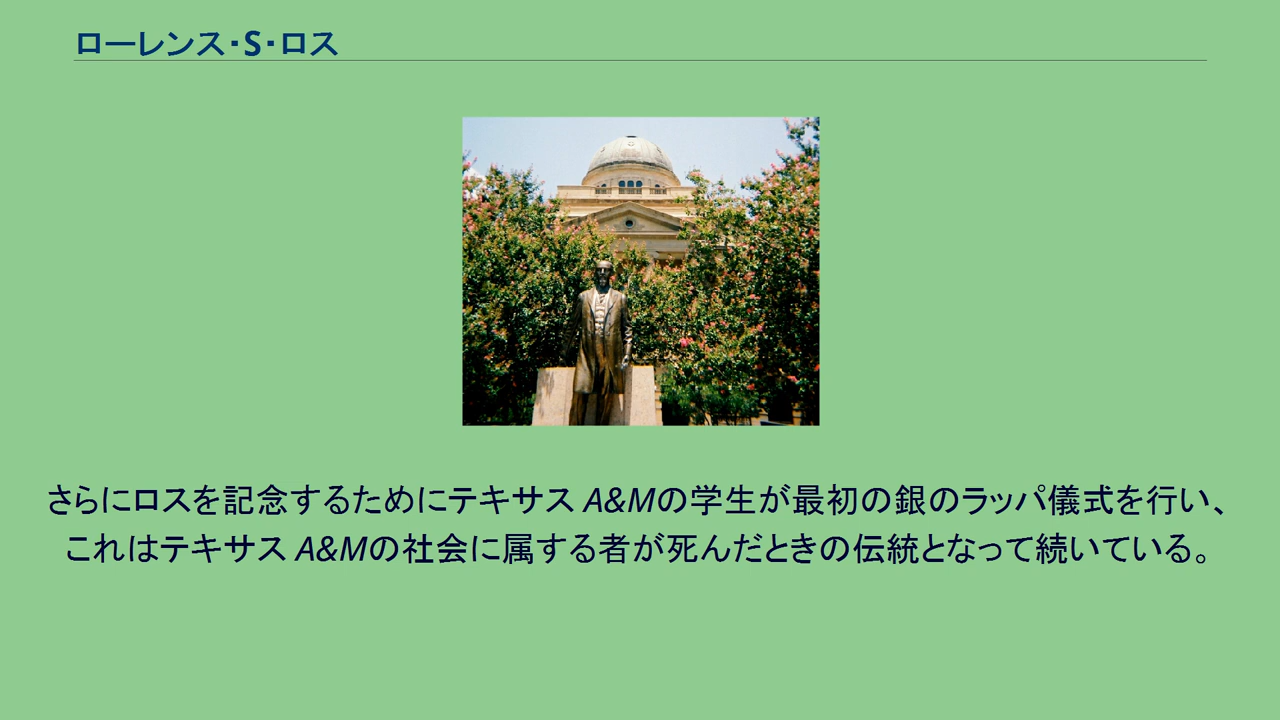 ローレンス・S・ロス
さらにロスを記念するためにテキサス A&Mの学生が最初の銀のラッパ儀式を行い、
これはテキサス A&Mの社会に属する者が死んだときの伝統となって続いている。